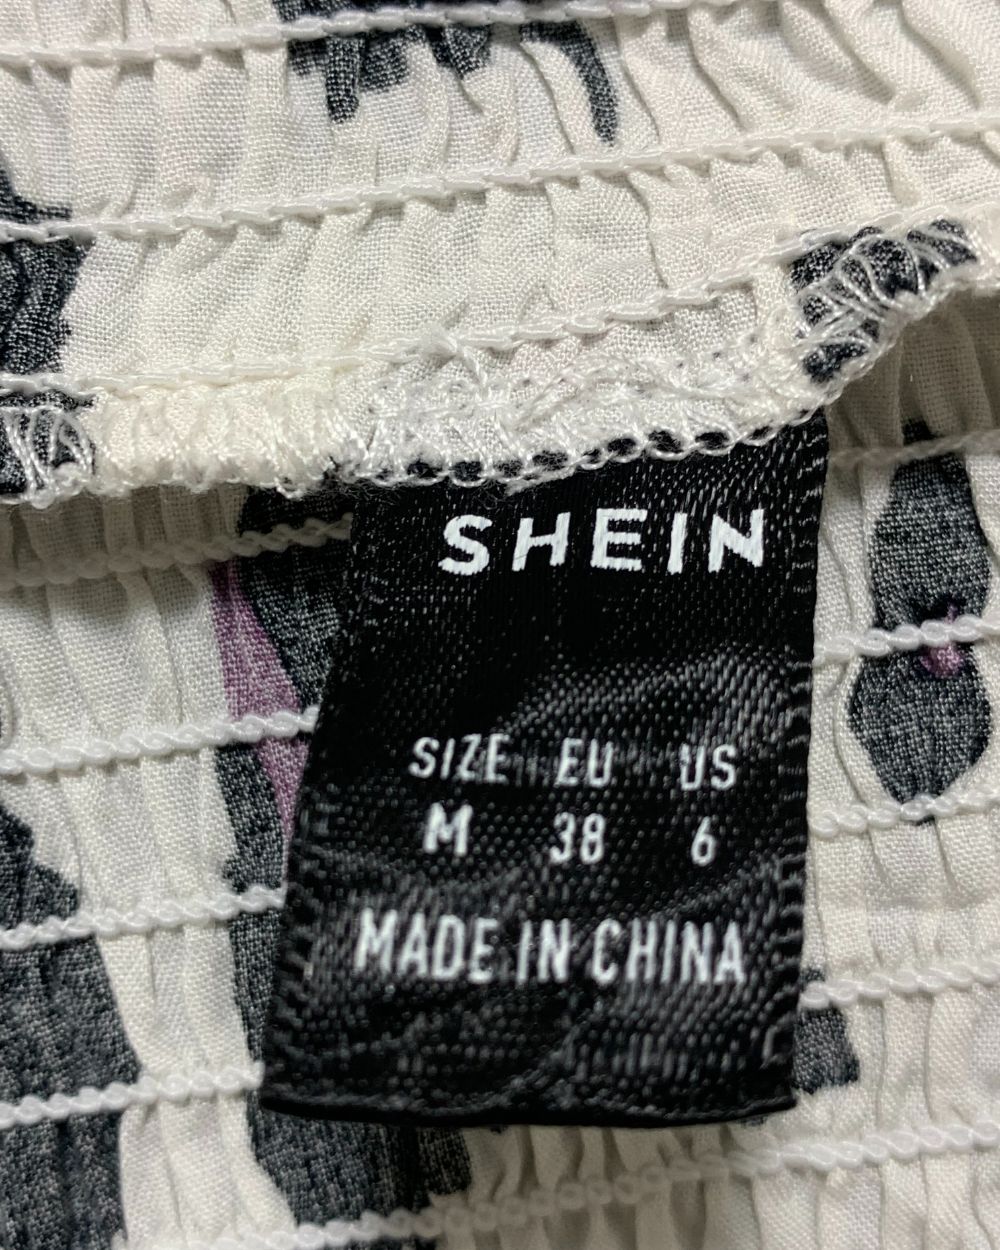 SHEIN
SIZE EU US
M 38 6
MADE IN CHINA